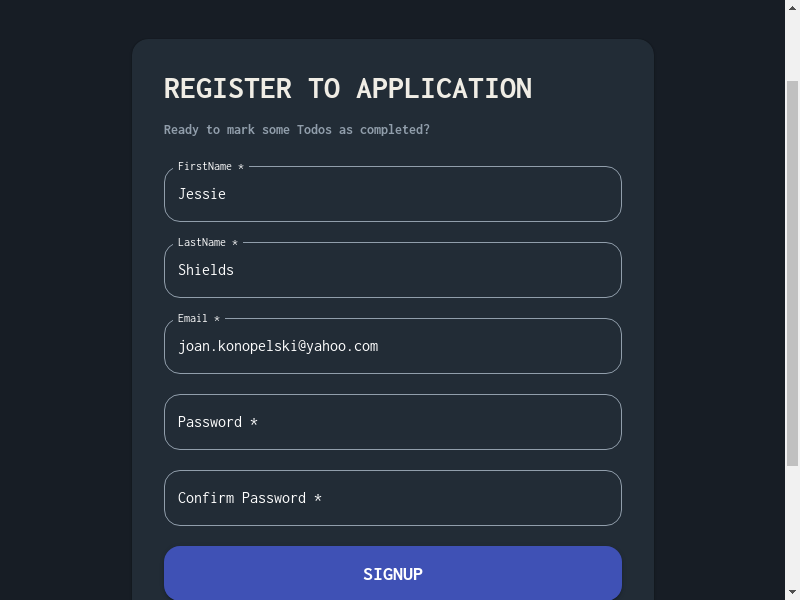 REGISTER TO APPLICATION
Ready to mark some Todos as completed?
FirstName *
Jessie
LastName *
Shields
Email *
joan.konopelski@yahoo.com
Password *
Confirm Password *
SIGNUP